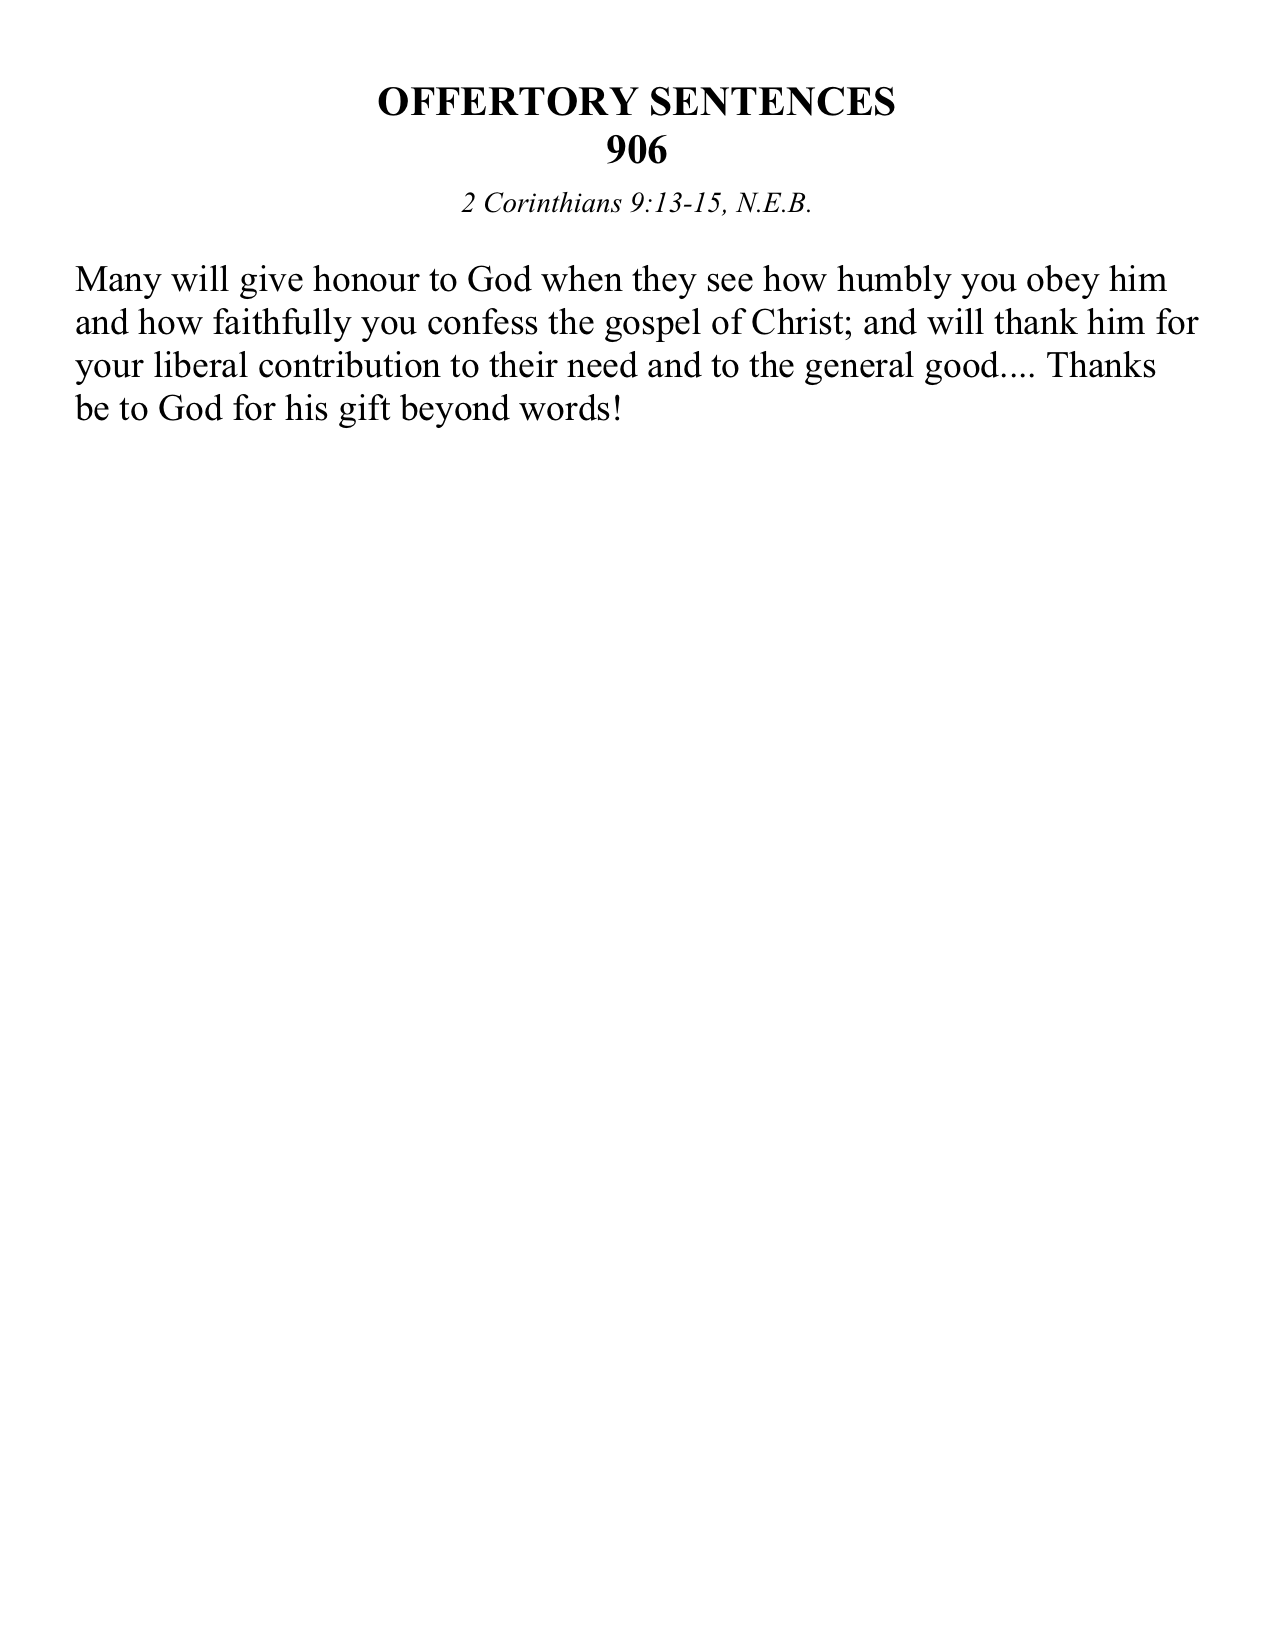 OFFERTORY SENTENCES
906
2 Corinthians 9:13-15, N.E.B.
Many will give honour to God when they see how humbly you obey him
and how faithfully you confess the gospel of Christ; and will thank him for
your liberal contribution to their need and to the general good.... Thanks
be to God for his gift beyond words!